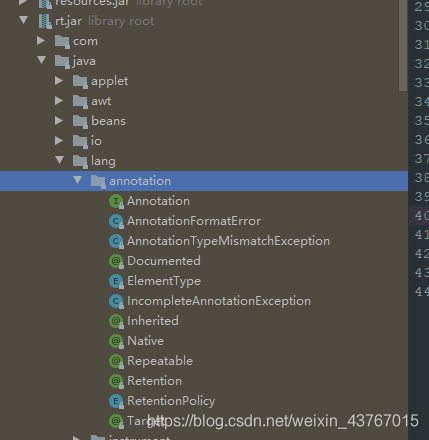 resources.jar library root
rt.jar library root
com
java
applet
awt
beans
io
lang
annotation
I Annotation
C AnnotationFormatError
C AnnotationTypeMismatchException
@ Documented
E ElementType
C IncompleteAnnotationException
@ Inherited
@ Native
@ Repeatable
@ Retention
E RetentionPolicy
@ Target
https://blog.csdn.net/weixin_43767015
instrument
29
30
31
32
33
34
35
36
37
38
39
40
41
42
43
44